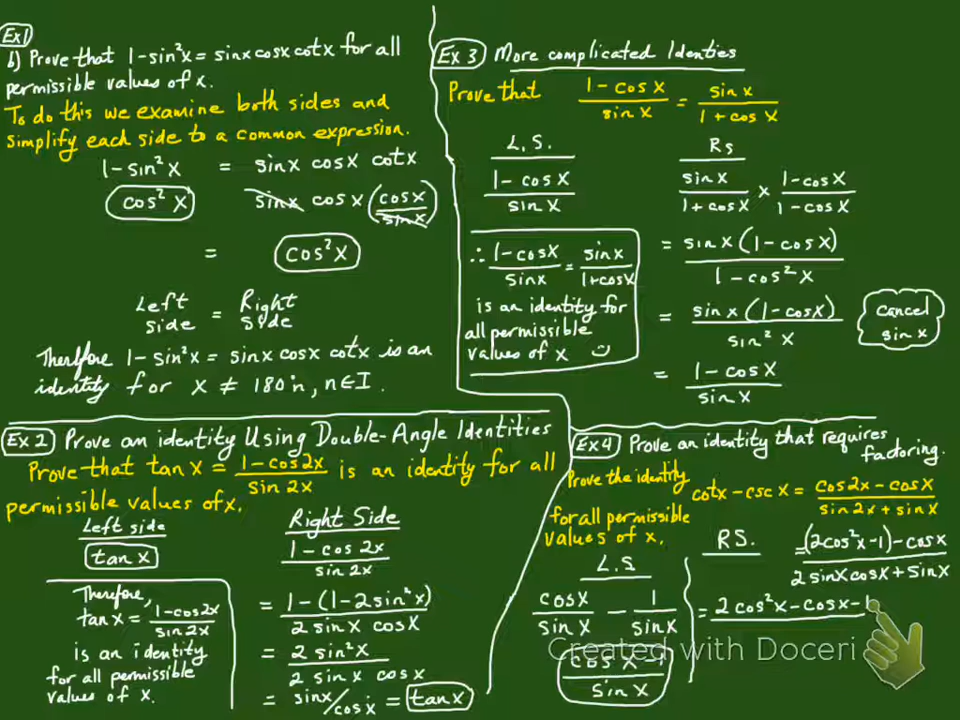 Ex1
b) Prove that 1-sin²x = sinx cosx cotx for all
permissible values of x.
To do this we examine both sides and
simplify each side to a common expression.
1-sin²x = sinx cosx cotx
cos²x sinx cosx (cosx/sinx)
= cos²x
Left side = Right side
Therfore 1-sin²x = sinx cosx cotx is an
identity for x ≠ 180n, n∈I.
Ex 2 Prove an identity Using Double-Angle Identities
Prove that tanx = (1-cos2x)/(sin2x) is an identity for all
permissible values of x.
Left side
tan x
Therefore,
tanx = (1-cos2x)/(sin2x)
is an identity
for all permissible
values of x.
Right Side
(1-cos2x)/(sin2x)
= (1-(1-2sin²x))/(2 sinx cosx)
= (2 sin²x)/(2 sinx cosx)
= sinx/cosx = tanx
Ex 3 More complicated Identies
Prove that (1-cosx)/(sinx) = (sinx)/(1+cosx)
L.S.
(1-cosx)/(sinx)
∴ (1-cosx)/(sinx) = (sinx)/(1+cosx)
is an identity for
all permissible
values of x
Rs
(sinx)/(1+cosx) × (1-cosx)/(1-cosx)
= (sinx(1-cosx))/(1-cos²x)
= (sinx(1-cosx))/(sin²x)
cancel
sin x
= (1-cosx)/(sinx)
Ex4 Prove an identity that requires
factoring.
Prove the identity
cotx-cscx = (cos2x-cosx)/(sin2x+sinx)
for all permissible
values of x.
L.S
(cosx)/(sinx) - 1/(sinx)
(cosx-1)/(sinx)
RS.
= ((2cos²x-1)-cosx)/(2sinxcosx+sinx)
= 2cos²x-cosx-1
Created with Doceri